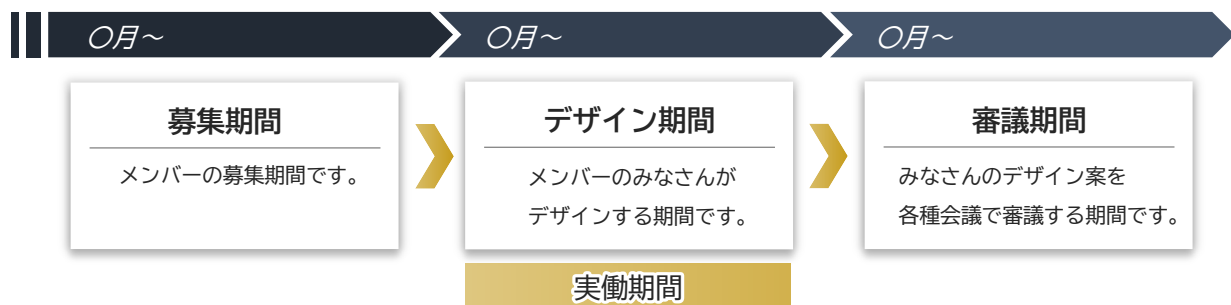 〇月～
〇月～
〇月～
募集期間
メンバーの募集期間です。
デザイン期間
メンバーのみなさんが
デザインする期間です。
審議期間
みなさんのデザイン案を
各種会議で審議する期間です。
実働期間